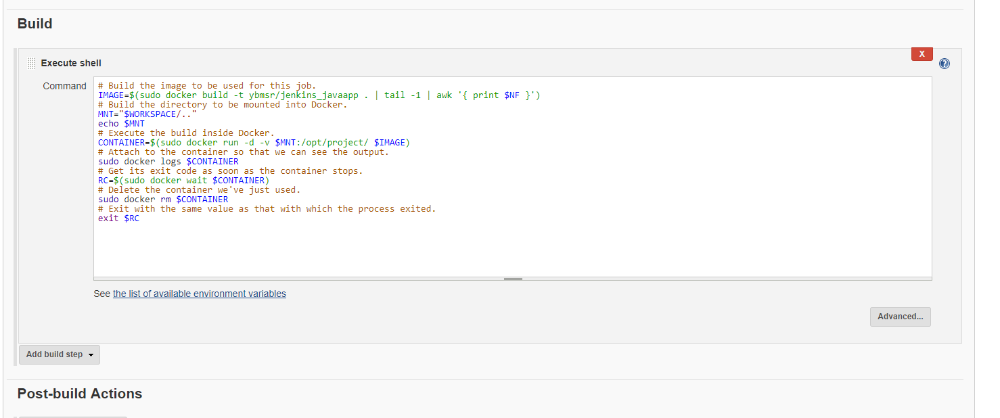 Build
X
Execute shell
Command
# Build the image to be used for this job.
IMAGE=$(sudo docker build -t ybmsr/jenkins_javaapp . | tail -1 | awk '{ print $NF }')
# Build the directory to be mounted into Docker.
MNT="$WORKSPACE/.."
echo $MNT
# Execute the build inside Docker.
CONTAINER=$(sudo docker run -d -v $MNT:/opt/project/ $IMAGE)
# Attach to the container so that we can see the output.
sudo docker logs $CONTAINER
# Get its exit code as soon as the container stops.
RC=$(sudo docker wait $CONTAINER)
# Delete the container we've just used.
sudo docker rm $CONTAINER
# Exit with the same value as that with which the process exited.
exit $RC
See the list of available environment variables
Advanced...
Add build step
Post-build Actions